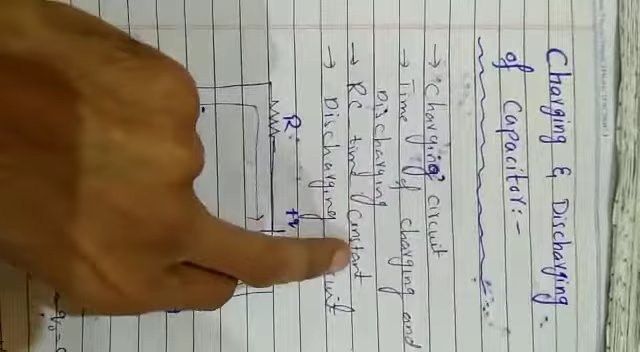 Charging & Discharging
of capacitor:-
→ Charging circuit
→ Time of charging and
Discharging
→ RC time constant
→ Discharging
R
+q